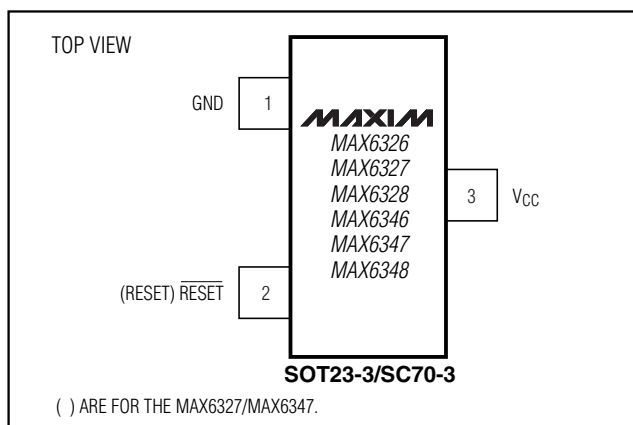 TOP VIEW
GND
1
MAXIM
MAX6326
MAX6327
MAX6328
MAX6346
MAX6347
MAX6348
3
VCC
(RESET) RESET
2
SOT23-3/SC70-3
( ) ARE FOR THE MAX6327/MAX6347.